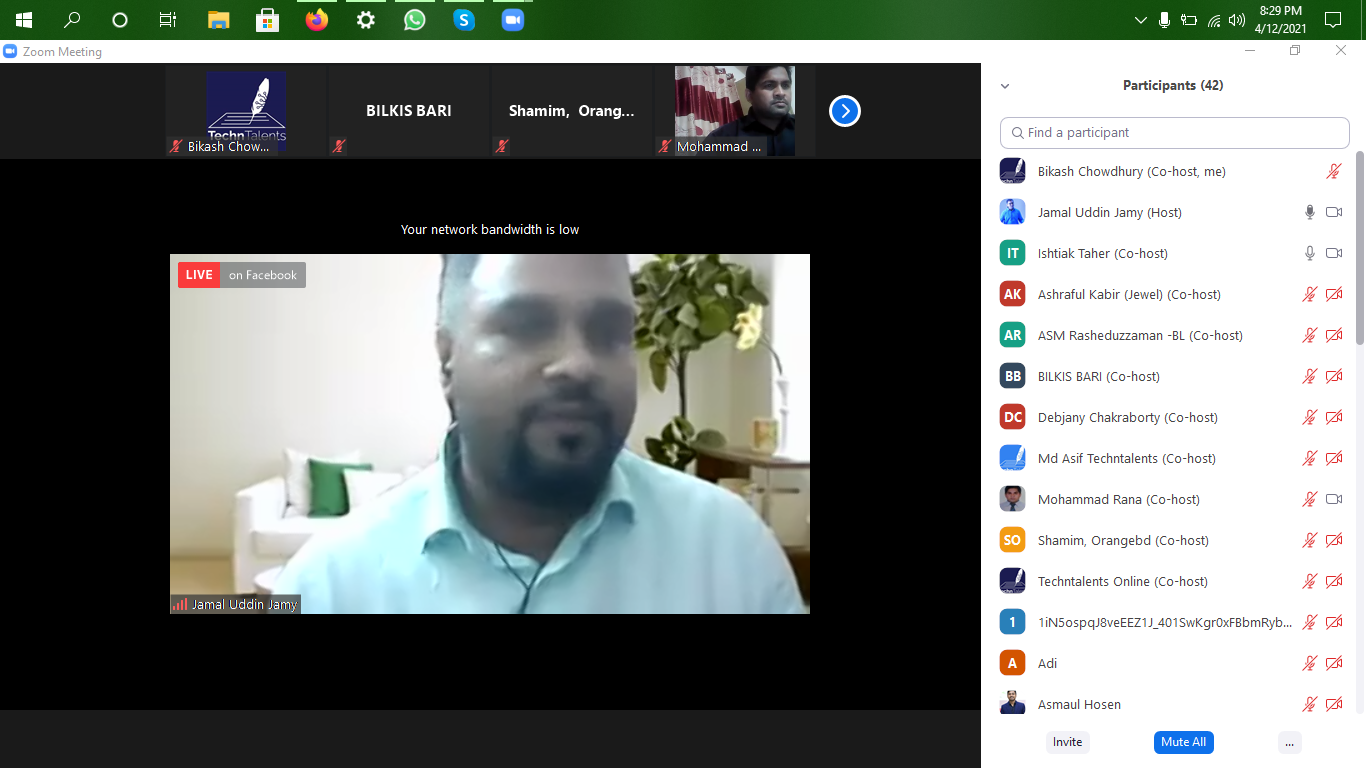 8:29 PM
4/12/2021
Zoom Meeting
TechnTalents
Bikash Chow...
BILKIS BARI
Shamim, Orang...
Mohammad ...
Your network bandwidth is low
LIVE on Facebook
Jamal Uddin Jamy
Participants (42)
Find a participant
Bikash Chowdhury (Co-host, me)
Jamal Uddin Jamy (Host)
IT Ishtiak Taher (Co-host)
AK Ashraful Kabir (Jewel) (Co-host)
AR ASM Rasheduzzaman -BL (Co-host)
BB BILKIS BARI (Co-host)
DC Debjany Chakraborty (Co-host)
Md Asif Techntalents (Co-host)
Mohammad Rana (Co-host)
SO Shamim, Orangebd (Co-host)
Techntalents Online (Co-host)
1 1iN5ospqJ8veEEZ1J_401SwKgr0xFBbmRyb...
A Adi
Asmaul Hosen
Invite Mute All ...